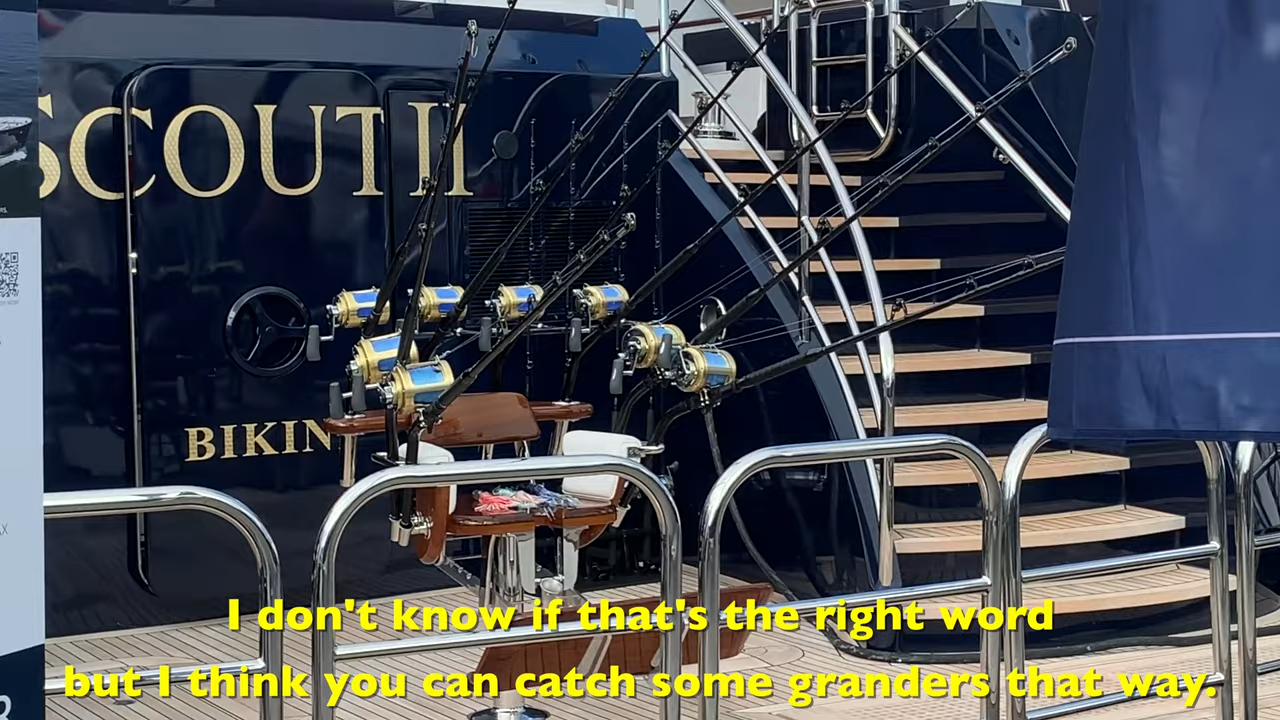 SCOUT II
BIKIN
I don't know if that's the right word
but I think you can catch some granders that way.